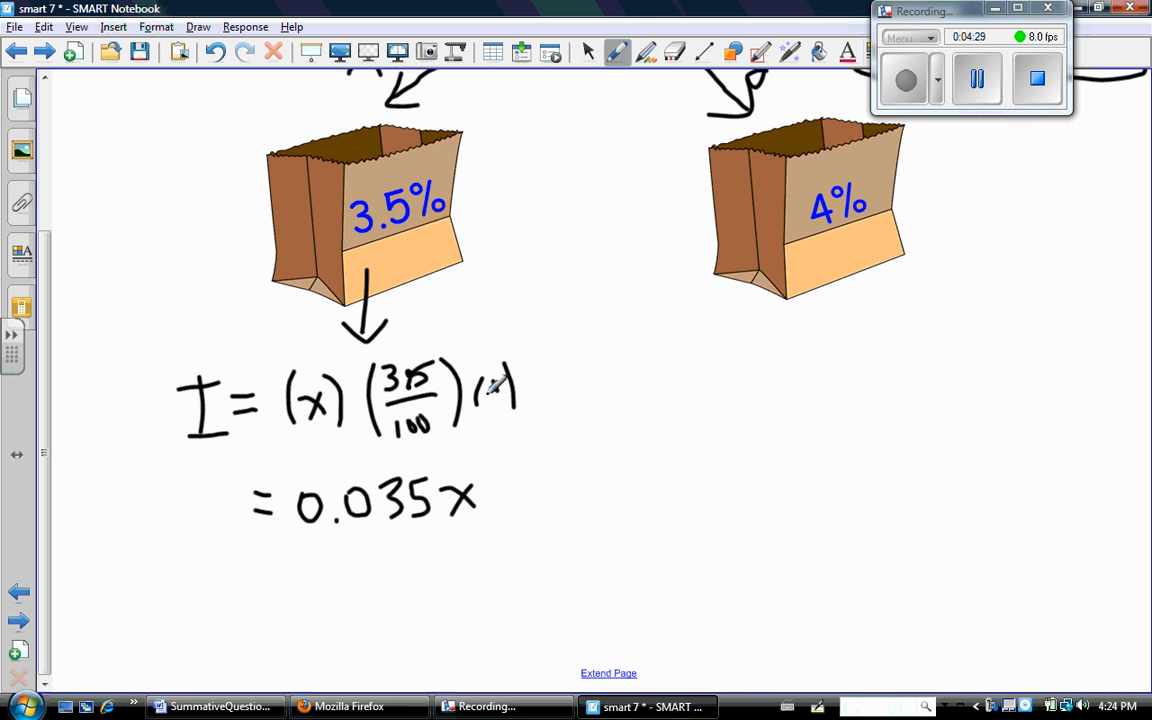 smart 7 * - SMART Notebook
Recording...
File Edit View Insert Format Draw Response Help
Menu 0:04:29 8.0 fps
A
3.5%
4%
I = (x) (3.5/100) (1)
= 0.035x
Extend Page
SummativeQuestio... Mozilla Firefox Recording... smart 7 * - SMART ... 4:24 PM